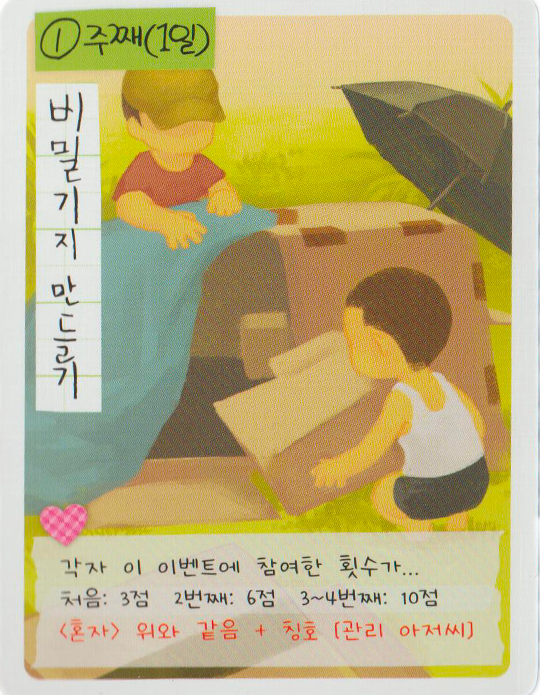 ① 주째(1일)
비밀기지 만들기
각자 이 이벤트에 참여한 횟수가...
처음: 3점 2번째: 6점 3~4번째: 10점
<혼자> 위와 같음 + 칭호 [관리 아저씨]